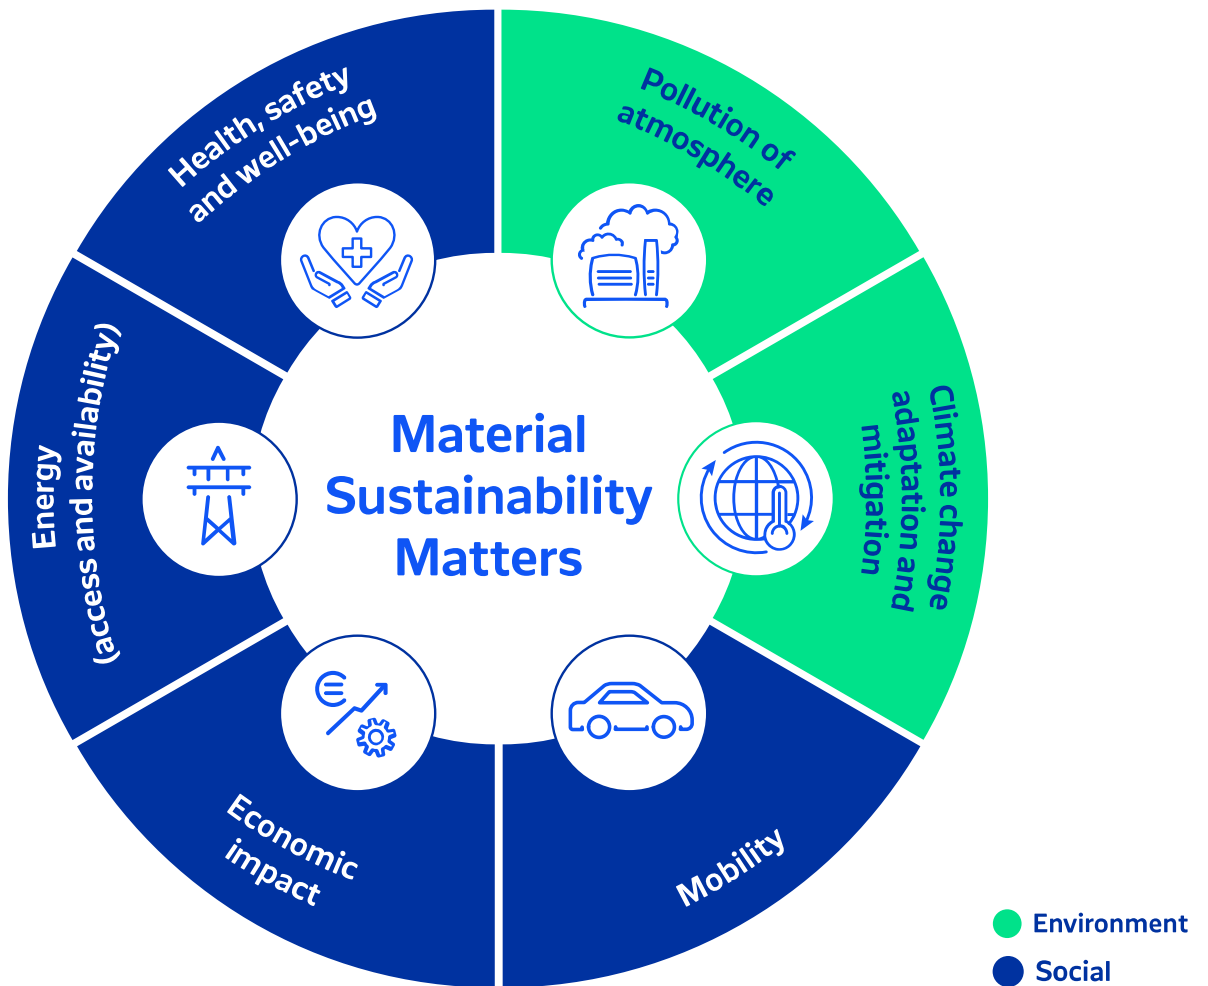 Health, safety
and well-being
Pollution of
atmosphere
Energy
(access and availability)
Material
Sustainability
Matters
Climate change
adaptation and
mitigation
Economic
impact
Mobility
Environment
Social